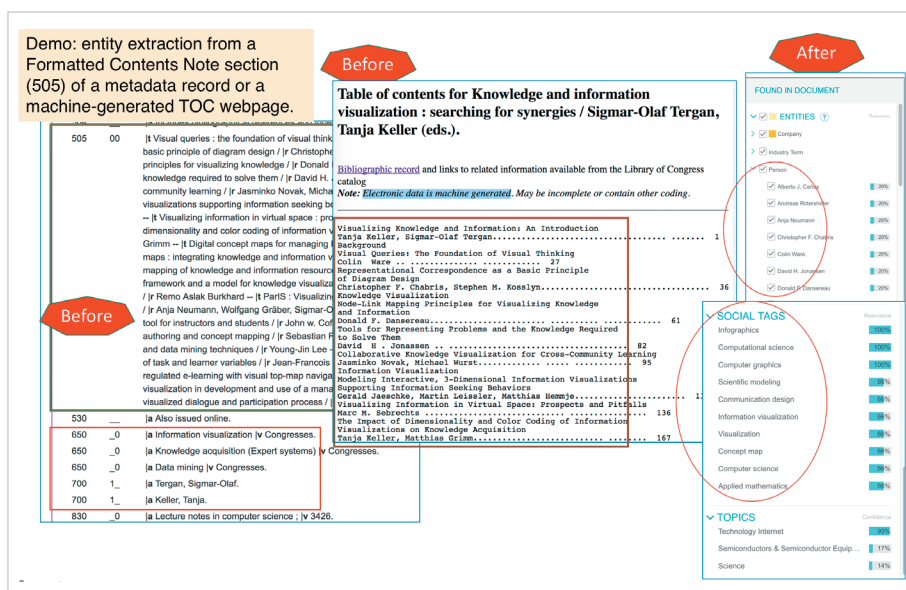 Demo: entity extraction from a
Formatted Contents Note section
(505) of a metadata record or a
machine-generated TOC webpage.
Before
After
505 00 |t Visual queries : the foundation of visual think
basic principle of diagram design / |r Christophe
principles for visualizing knowledge / |r Donald
knowledge required to solve them / |r David H.
community learning / |r Jasminko Novak, Micha
visualizations supporting information seeking be
-- |t Visualizing information in virtual space : pro
dimensionality and color coding of information v
Grimm -- |t Digital concept maps for managing
maps : integrating knowledge and information v
mapping of knowledge and information resourc
framework and a model for knowledge visualiza
/ |r Remo Aslak Burkhard -- |t ParIS : Visualizing
/ |r Anja Neumann, Wolfgang Gräber, Sigmar-O
tool for instructors and students / |r John w. Cof
authoring and concept mapping / |r Sebastian F
and data mining techniques / |r Young-Jin Lee -
of task and learner variables / |r Jean-Francois
regulated e-learning with visual top-map naviga
visualization in development and use of a mana
visualized dialogue and participation process / |
Before
530 __ |a Also issued online.
650 _0 |a Information visualization |v Congresses.
650 _0 |a Knowledge acquisition (Expert systems) |v Congresses.
650 _0 |a Data mining |v Congresses.
700 1_ |a Tergan, Sigmar-Olaf.
700 1_ |a Keller, Tanja.
830 _0 |a Lecture notes in computer science ; |v 3426.
Table of contents for Knowledge and information
visualization : searching for synergies / Sigmar-Olaf Tergan,
Tanja Keller (eds.).
Bibliographic record and links to related information available from the Library of Congress
catalog
Note: Electronic data is machine generated. May be incomplete or contain other coding.
Visualizing Knowledge and Information: An Introduction
Tanja Keller, Sigmar-Olaf Tergan............................ ....... 1
Background
Visual Queries: The Foundation of Visual Thinking
Colin Ware .. ............. ........ 27
Representational Correspondence as a Basic Principle
of Diagram Design
Christopher F. Chabris, Stephen M. Kosslyn..................... 36
Knowledge Visualization
Node-Link Mapping Principles for Visualizing Knowledge
and Information
Donald F. Dansereau............................ ....... 61
Tools for Representing Problems and the Knowledge Required
to Solve Them
David H . Jonassen .. ............................ 82
Collaborative Knowledge Visualization for Cross-Community Learning
Jasminko Novak, Michael Wurst........... ..... ........ 95
Information Visualization
Modeling Interactive, 3-Dimensional Information Visualizations
Supporting Information Seeking Behaviors
Gerald Jaeschke, Martin Leissler, Matthias Hemmje.................. 1
Visualizing Information in Virtual Space: Prospects and Pitfalls
Marc M. Sebrechts ............................... 136
The Impact of Dimensionality and Color Coding of Information
Visualizations on Knowledge Acquisition
Tanja Keller, Matthias Grimm........................ ....... 167
FOUND IN DOCUMENT
ENTITIES Relevance
Company
Industry Term
Person
Alberto J. Cañas 20%
Andreas Rittershofer 20%
Anja Neumann 20%
Christopher F. Chabris 20%
Colin Ware 20%
David H. Jonassen 20%
Donald F. Dansereau 20%
SOCIAL TAGS Relevance
Infographics 100%
Computational science 100%
Computer graphics 100%
Scientific modeling 66%
Communication design 66%
Information visualization 66%
Visualization 66%
Concept map 66%
Computer science 66%
Applied mathematics 66%
TOPICS Confidence
Technology Internet 93%
Semiconductors & Semiconductor Equip... 17%
Science 14%